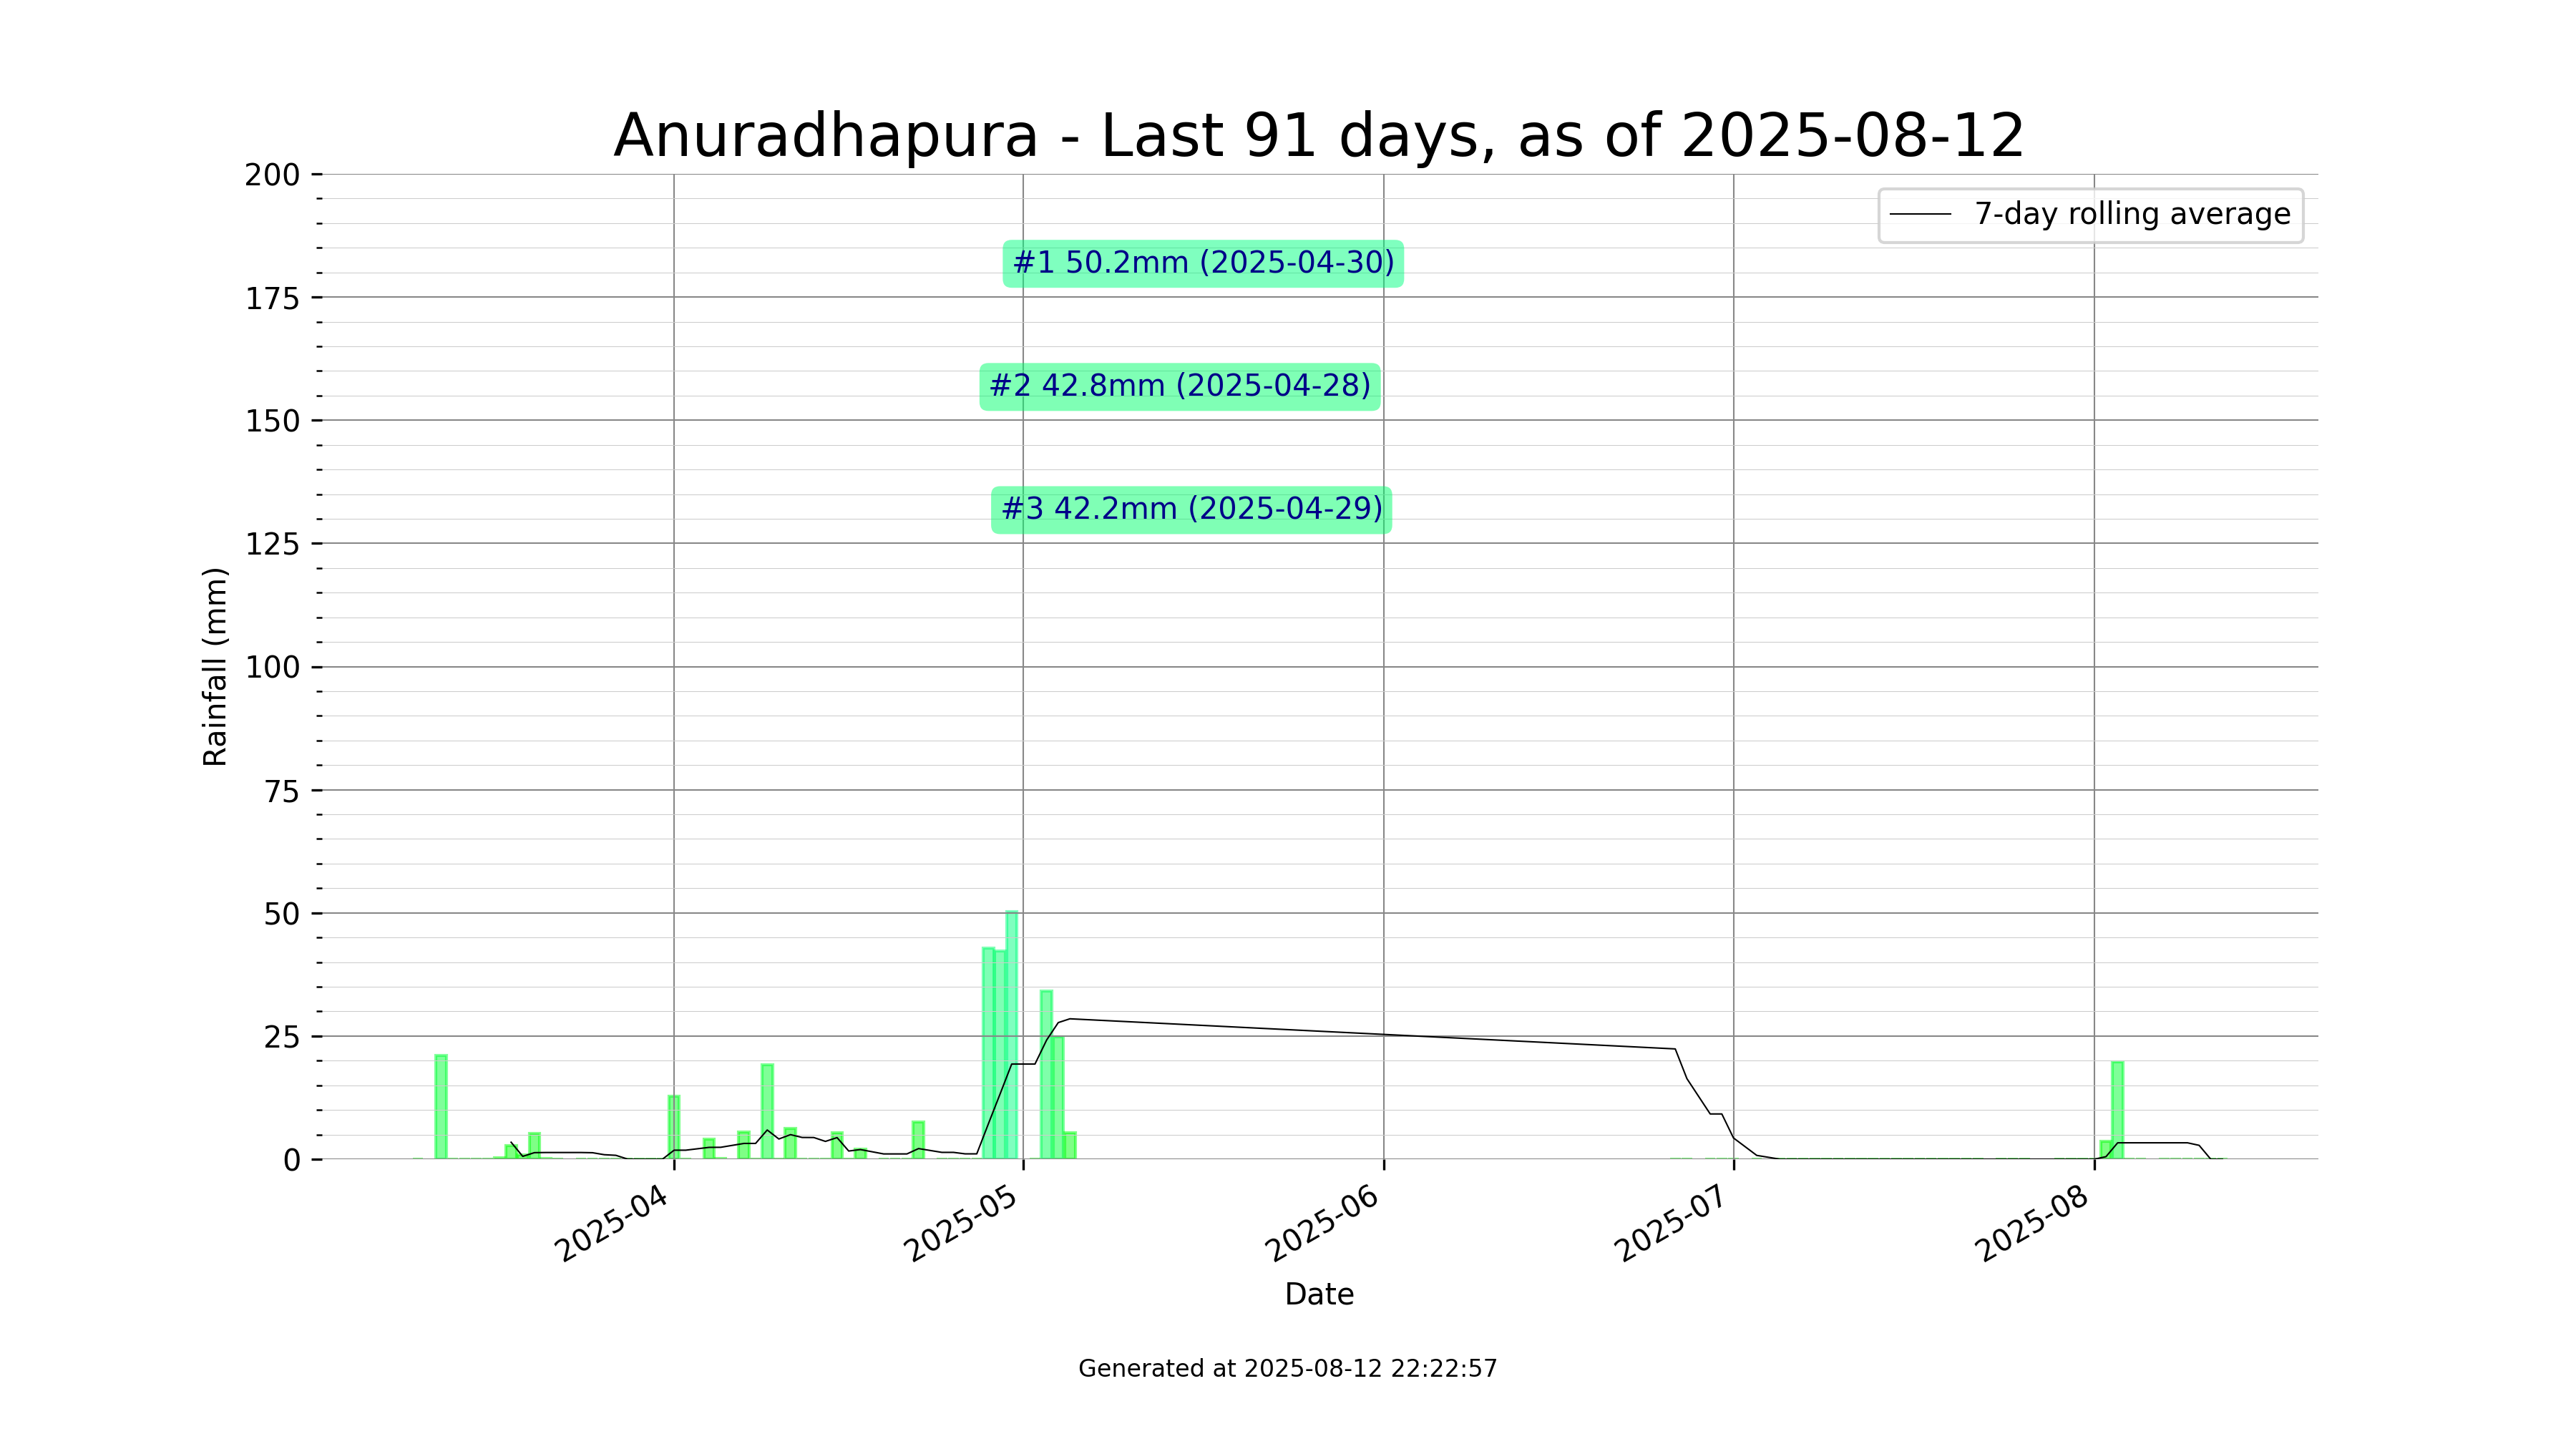 Anuradhapura - Last 91 days, as of 2025-08-12
7-day rolling average
#1 50.2mm (2025-04-30)
#2 42.8mm (2025-04-28)
#3 42.2mm (2025-04-29)
Rainfall (mm)
200
175
150
125
100
75
50
25
0
2025-04
2025-05
2025-06
2025-07
2025-08
Date
Generated at 2025-08-12 22:22:57